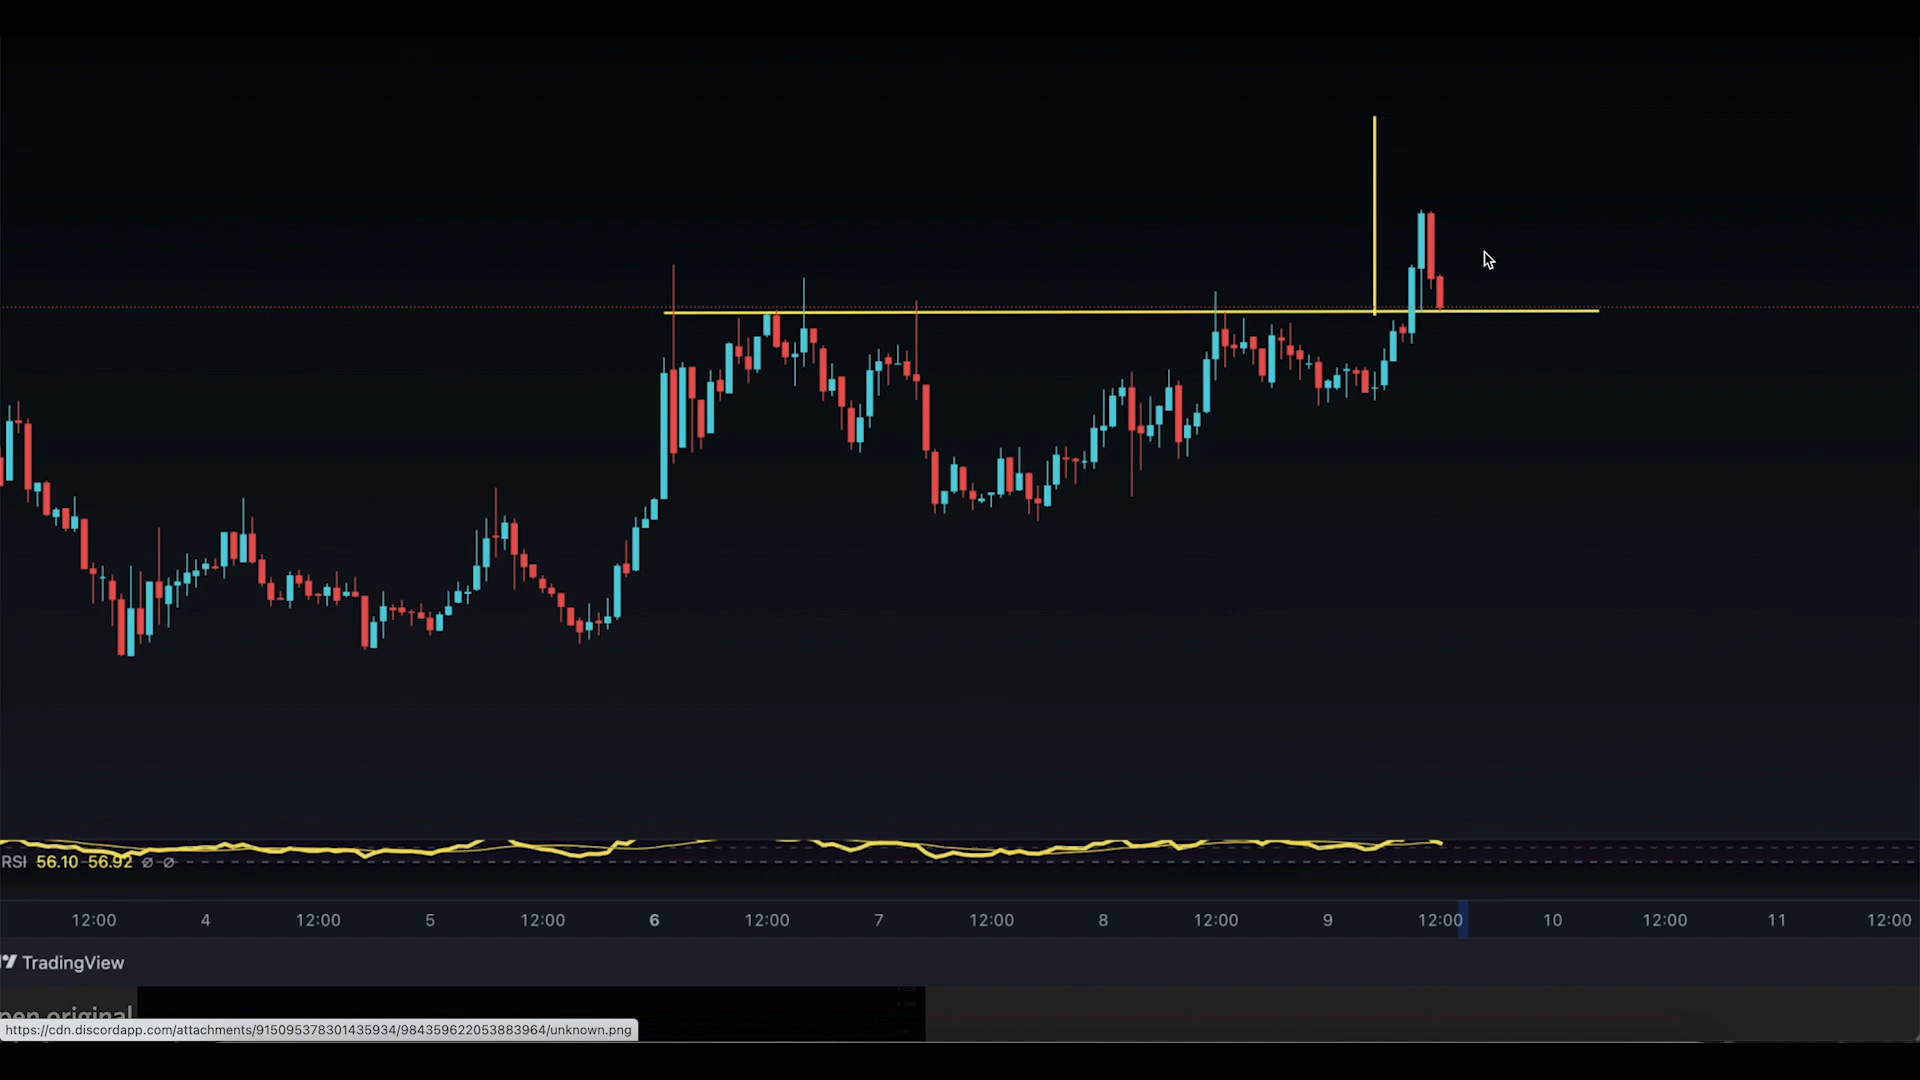 RSI 56.10 56.92 ∅ ∅
12:00 4 12:00 5 12:00 6 12:00 7 12:00 8 12:00 9 12:00 10 12:00 11 12:00
TradingView
pen original
https://cdn.discordapp.com/attachments/915095378301435934/984359622053883964/unknown.png